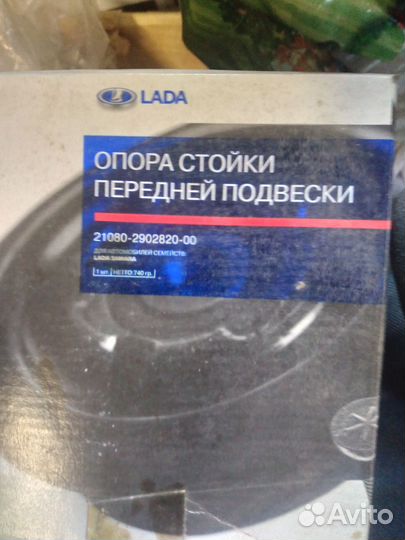 LADA
ОПОРА СТОЙКИ
ПЕРЕДНЕЙ ПОДВЕСКИ
21080-2902820-00
ДЛЯ АВТОМОБИЛЕЙ СЕМЕЙСТВ:
LADA SAMARA
1 шт. НЕТТО: 740 гр.
Avito